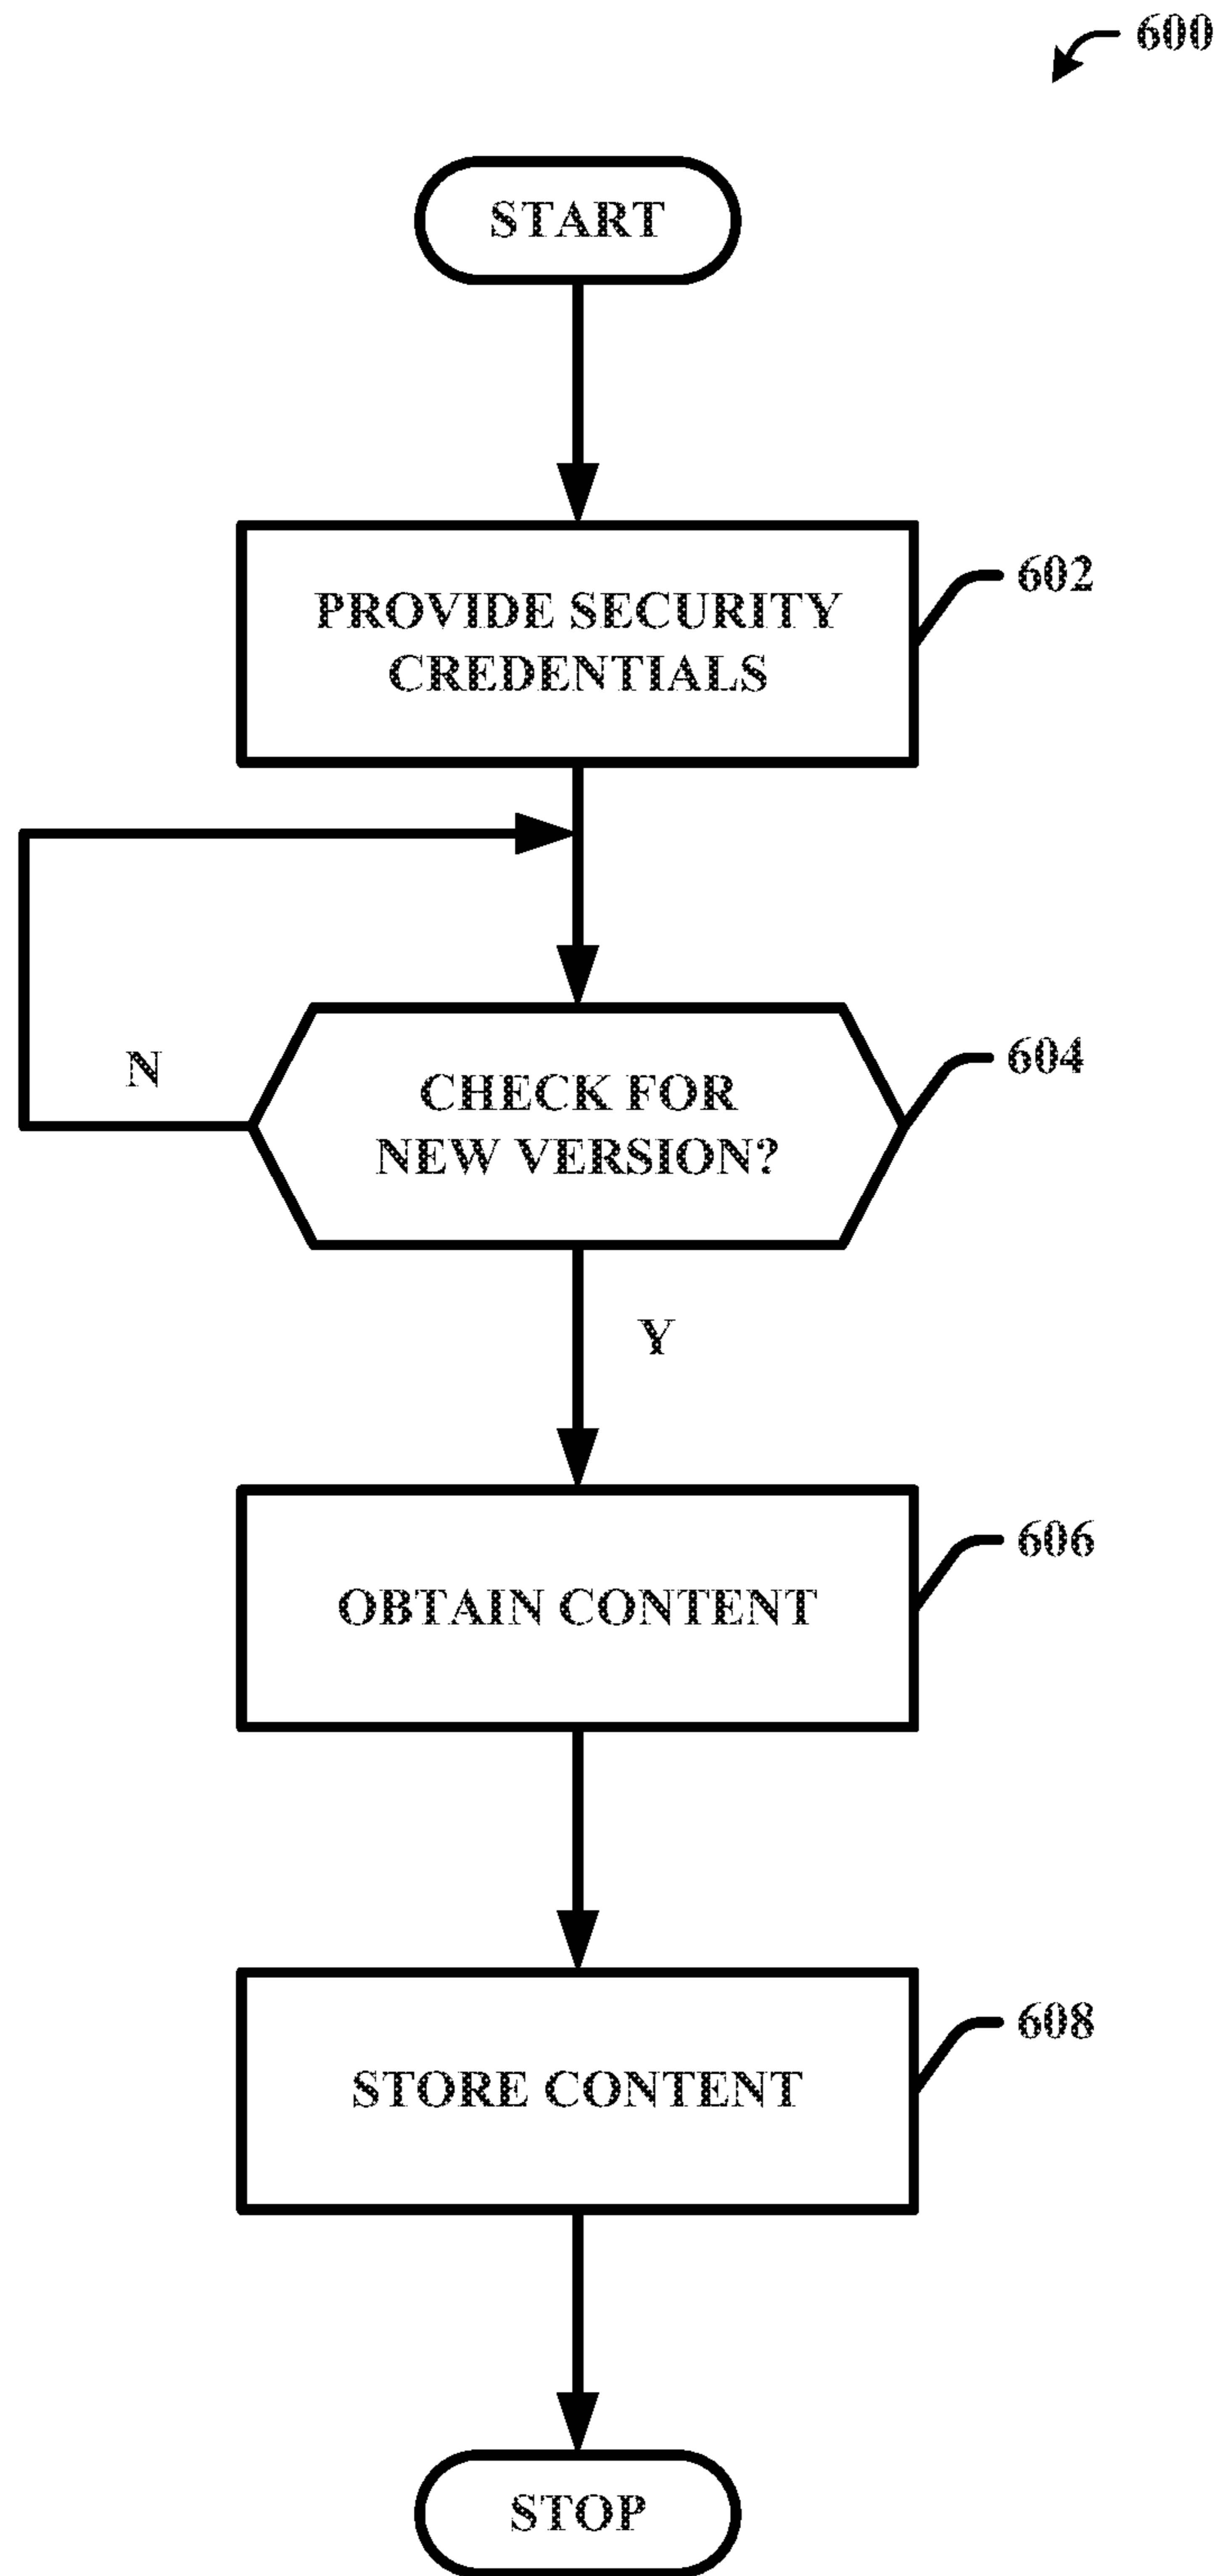 600
START
PROVIDE SECURITY
CREDENTIALS
602
N
CHECK FOR
NEW VERSION?
604
Y
OBTAIN CONTENT
606
STORE CONTENT
608
STOP